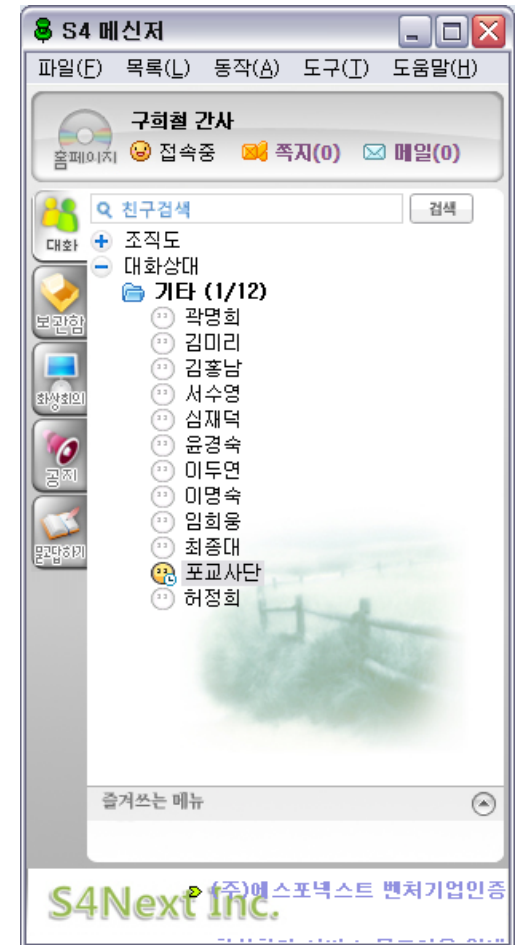 S4 메신저
파일(F) 목록(L) 동작(A) 도구(T) 도움말(H)
구희철 간사
홈페이지 접속중 쪽지(0) 메일(0)
친구검색 검색
대화
조직도
대화상대
기타 (1/12)
보관함
곽명희
김미리
김홍남
화상회의
서수영
심재덕
윤경숙
공지
이두연
이명숙
임희웅
묻고답하기
최종대
포교사단
허정희
즐겨쓰는 메뉴
(주)에스포넥스트 벤처기업인증
S4Next Inc.